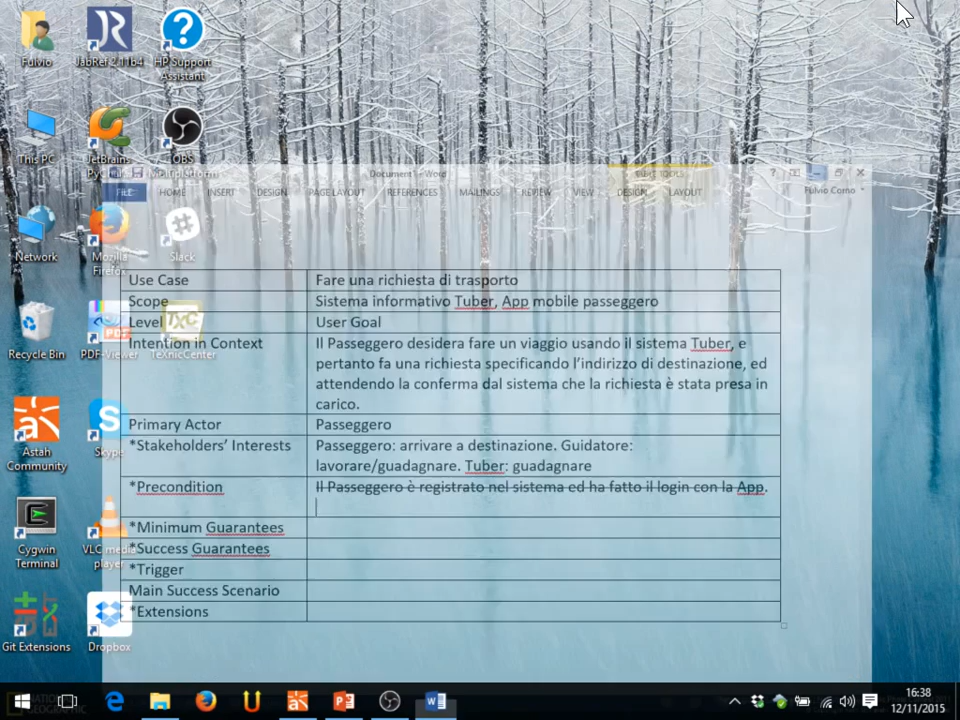 Fulvio
JabRef 2.11b4
HP Support
Assistant
This PC
JetBrains
OBS
Multiplatform
Document1 - Word
TABLE TOOLS
?
FILE
HOME
INSERT
DESIGN
PAGE LAYOUT
REFERENCES
MAILINGS
REVIEW
VIEW
DESIGN
LAYOUT
Fulvio Corno
Network
Mozilla
Firefox
Slack
Use Case
Fare una richiesta di trasporto
Scope
Sistema informativo Tuber, App mobile passeggero
Level
User Goal
Intention in Context
Il Passeggero desidera fare un viaggio usando il sistema Tuber, e
pertanto fa una richiesta specificando l'indirizzo di destinazione, ed
attendendo la conferma dal sistema che la richiesta è stata presa in
carico.
Primary Actor
Passeggero
*Stakeholders' Interests
Passeggero: arrivare a destinazione. Guidatore:
lavorare/guadagnare. Tuber: guadagnare
*Precondition
Il Passeggero è registrato nel sistema ed ha fatto il login con la App.
*Minimum Guarantees
*Success Guarantees
*Trigger
Main Success Scenario
*Extensions
Recycle Bin
PDF-Viewer
TeXnicCenter
Astah
Community
Skype
Cygwin
Terminal
VLC media
player
Git Extensions
Dropbox
16:38
12/11/2015